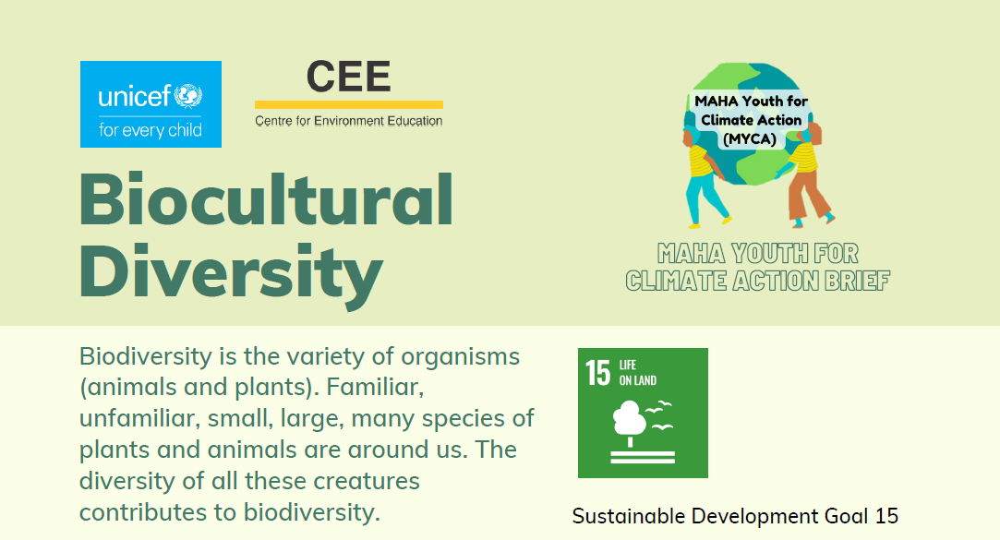 unicef
for every child
CEE
Centre for Environment Education
MAHA Youth for
Climate Action
(MYCA)
Biocultural
Diversity
MAHA YOUTH FOR
CLIMATE ACTION BRIEF
Biodiversity is the variety of organisms
(animals and plants). Familiar,
unfamiliar, small, large, many species of
plants and animals are around us. The
diversity of all these creatures
contributes to biodiversity.
15 LIFE
ON LAND
Sustainable Development Goal 15